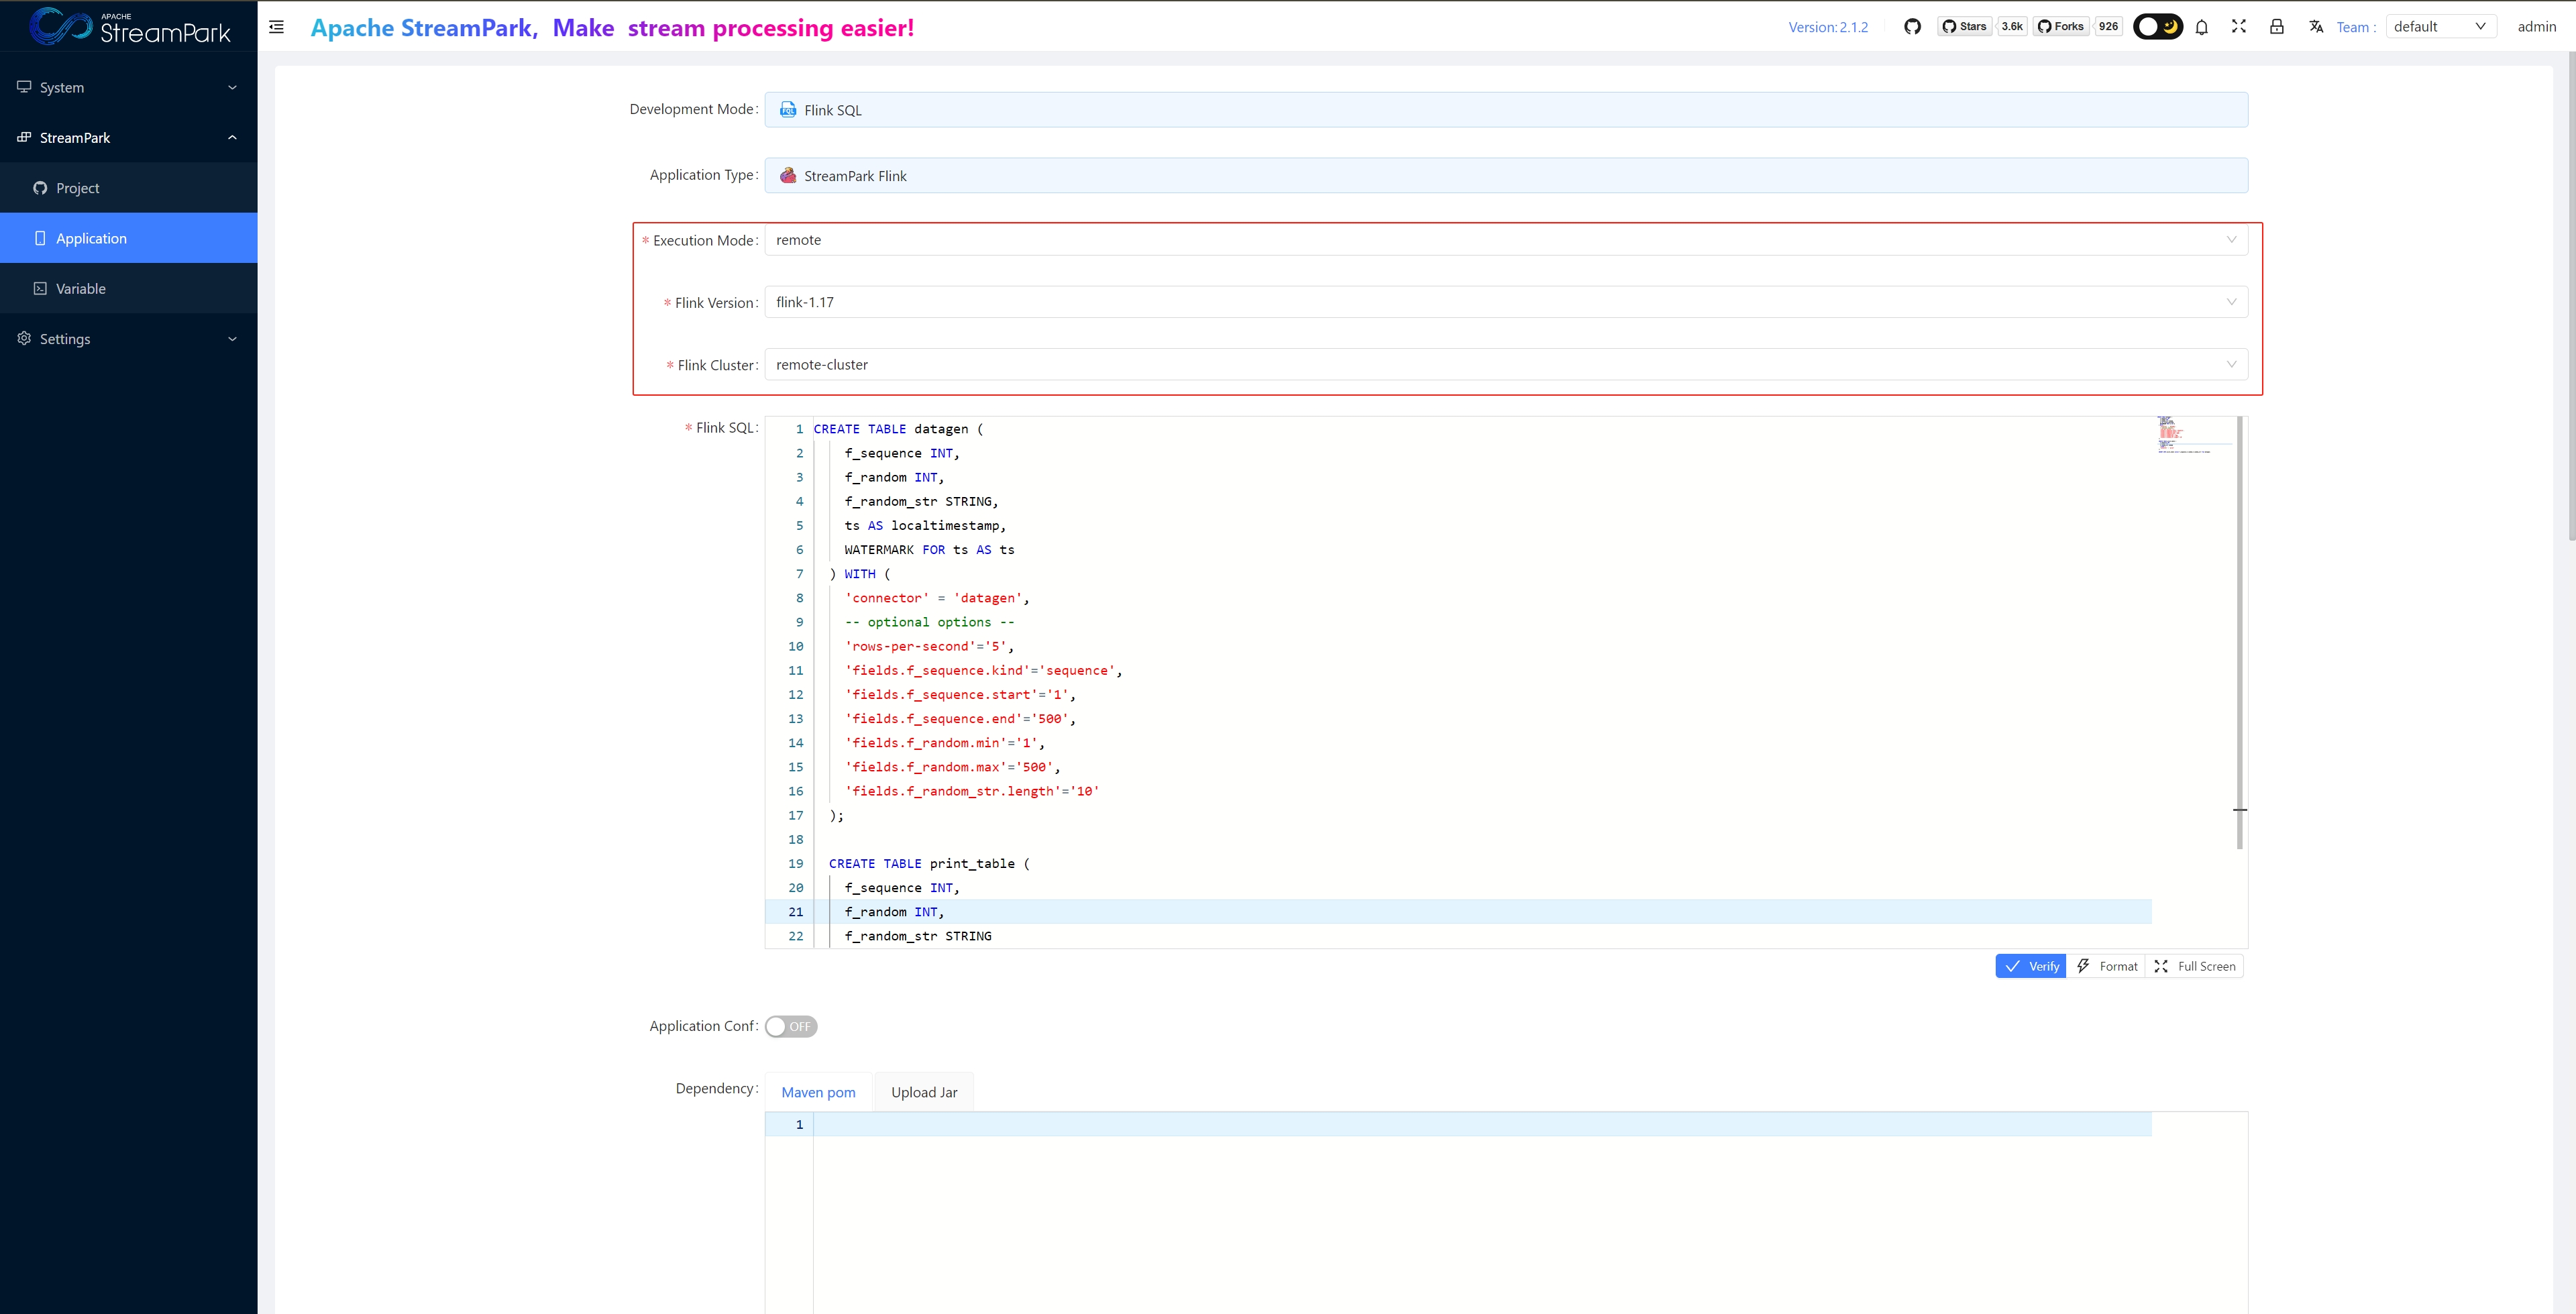 APACHE
StreamPark
Apache StreamPark, Make stream processing easier!
Version: 2.1.2
Stars 3.6k Forks 926
Team : default
admin
System
StreamPark
Project
Application
Variable
Settings
Development Mode: Flink SQL
Application Type: StreamPark Flink
* Execution Mode: remote
* Flink Version: flink-1.17
* Flink Cluster: remote-cluster
* Flink SQL:
1 CREATE TABLE datagen (
2 f_sequence INT,
3 f_random INT,
4 f_random_str STRING,
5 ts AS localtimestamp,
6 WATERMARK FOR ts AS ts
7 ) WITH (
8 'connector' = 'datagen',
9 -- optional options --
10 'rows-per-second'='5',
11 'fields.f_sequence.kind'='sequence',
12 'fields.f_sequence.start'='1',
13 'fields.f_sequence.end'='500',
14 'fields.f_random.min'='1',
15 'fields.f_random.max'='500',
16 'fields.f_random_str.length'='10'
17 );
18
19 CREATE TABLE print_table (
20 f_sequence INT,
21 f_random INT,
22 f_random_str STRING
Verify Format Full Screen
Application Conf: OFF
Dependency: Maven pom Upload Jar
1